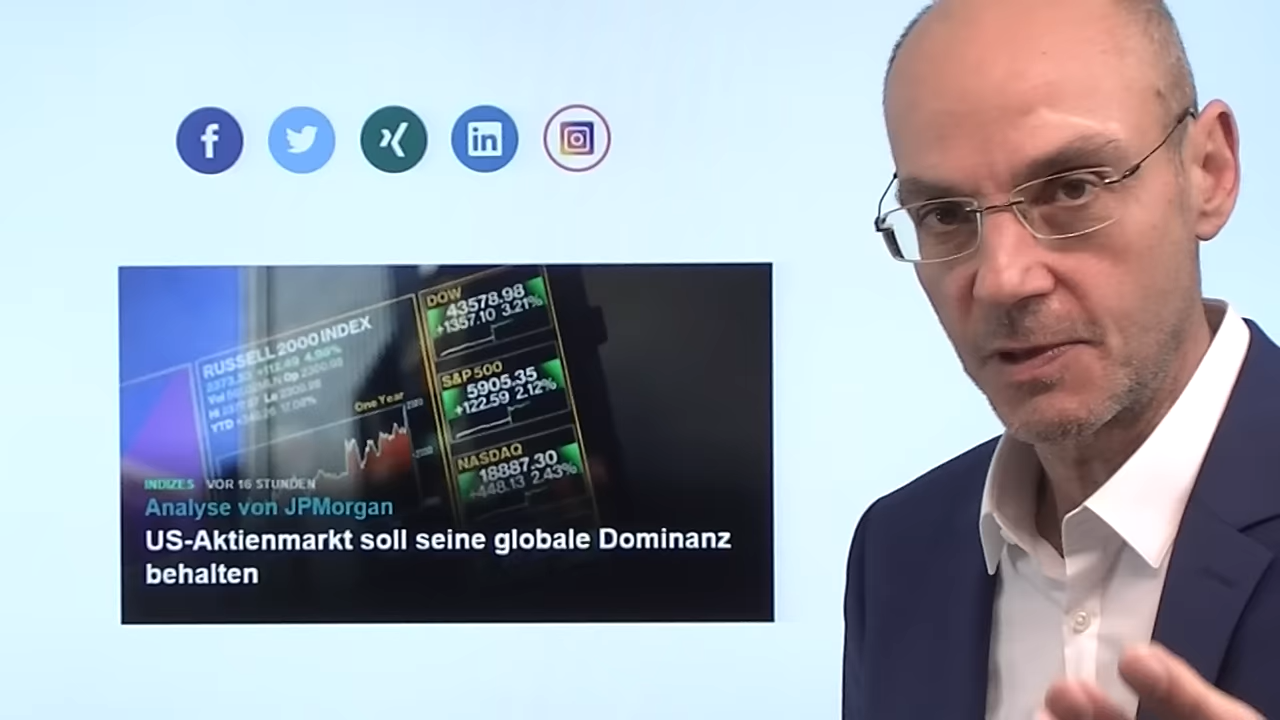 f
in
RUSSELL 2000 INDEX
One Year
DOW
43578.98
+1357.10 3.21%
S&P 500
5905.35
+122.59 2.12%
NASDAQ
18887.30
+448.13 2.43%
INDIZES VOR 16 STUNDEN
Analyse von JPMorgan
US-Aktienmarkt soll seine globale Dominanz
behalten